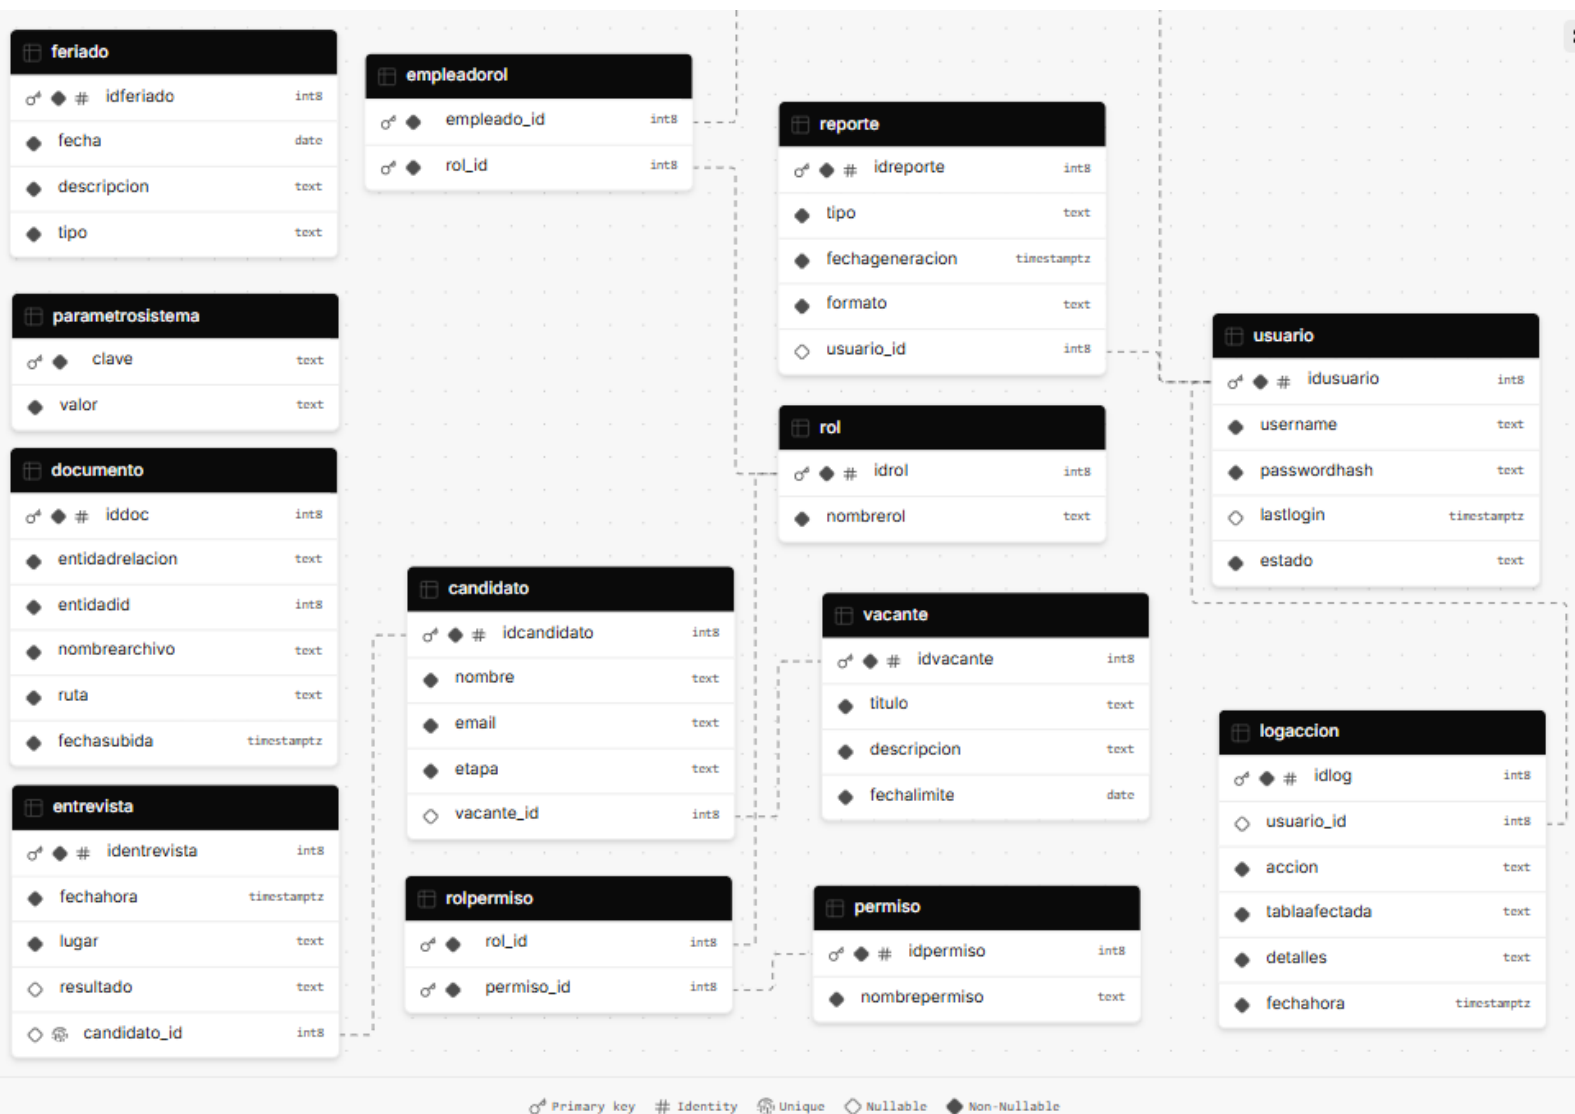 feriado
# idferiado int8
fecha date
descripcion text
tipo text
parametrosistema
clave text
valor text
documento
# iddoc int8
entidadrelacion text
entidadid int8
nombrearchivo text
ruta text
fechasubida timestamptz
entrevista
# identrevista int8
fechahora timestamptz
lugar text
resultado text
candidato_id int8
empleadorol
empleado_id int8
rol_id int8
candidato
# idcandidato int8
nombre text
email text
etapa text
vacante_id int8
rolpermiso
rol_id int8
permiso_id int8
reporte
# idreporte int8
tipo text
fechageneracion timestamptz
formato text
usuario_id int8
rol
# idrol int8
nombrerol text
vacante
# idvacante int8
titulo text
descripcion text
fechalimite date
permiso
# idpermiso int8
nombrepermiso text
usuario
# idusuario int8
username text
passwordhash text
lastlogin timestamptz
estado text
logaccion
# idlog int8
usuario_id int8
accion text
tablaafectada text
detalles text
fechahora timestamptz
Primary key # Identity Unique Nullable Non-Nullable